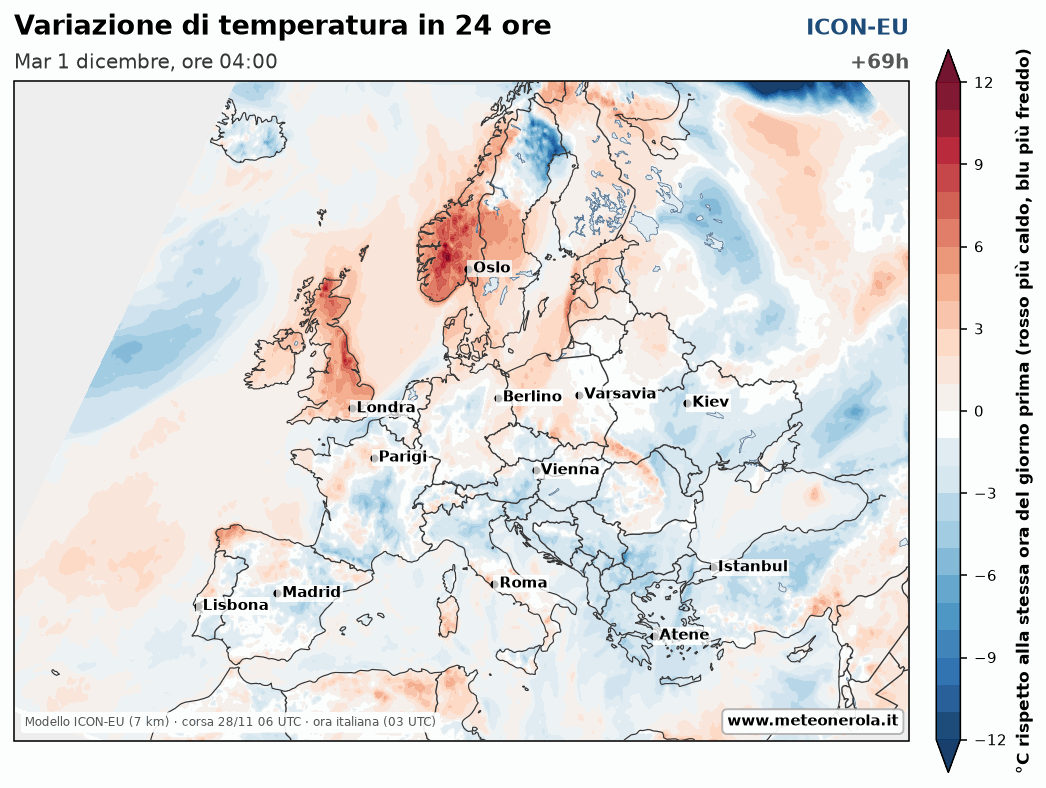 Variazione di temperatura in 24 ore
ICON-EU
Mar 1 dicembre, ore 04:00
+69h
Oslo
Londra
Berlino
Varsavia
Kiev
Parigi
Vienna
Istanbul
Roma
Madrid
Lisbona
Atene
Modello ICON-EU (7 km) · corsa 28/11 06 UTC · ora italiana (03 UTC)
www.meteonerola.it
12
9
6
3
0
−3
−6
−9
−12
°C rispetto alla stessa ora del giorno prima (rosso più caldo, blu più freddo)